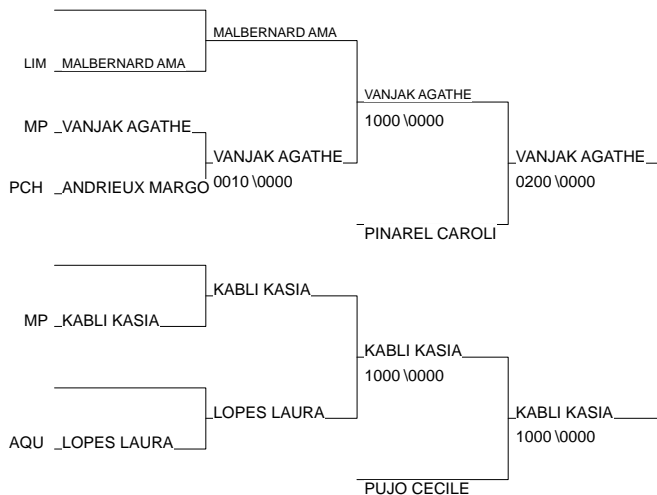 MALBERNARD AMA
LIM MALBERNARD AMA
VANJAK AGATHE
1000 \0000
MP VANJAK AGATHE
VANJAK AGATHE
0010 \0000
VANJAK AGATHE
0200 \0000
PCH ANDRIEUX MARGO
PINAREL CAROLI
KABLI KASIA
MP KABLI KASIA
KABLI KASIA
1000 \0000
LOPES LAURA
KABLI KASIA
1000 \0000
AQU LOPES LAURA
PUJO CECILE